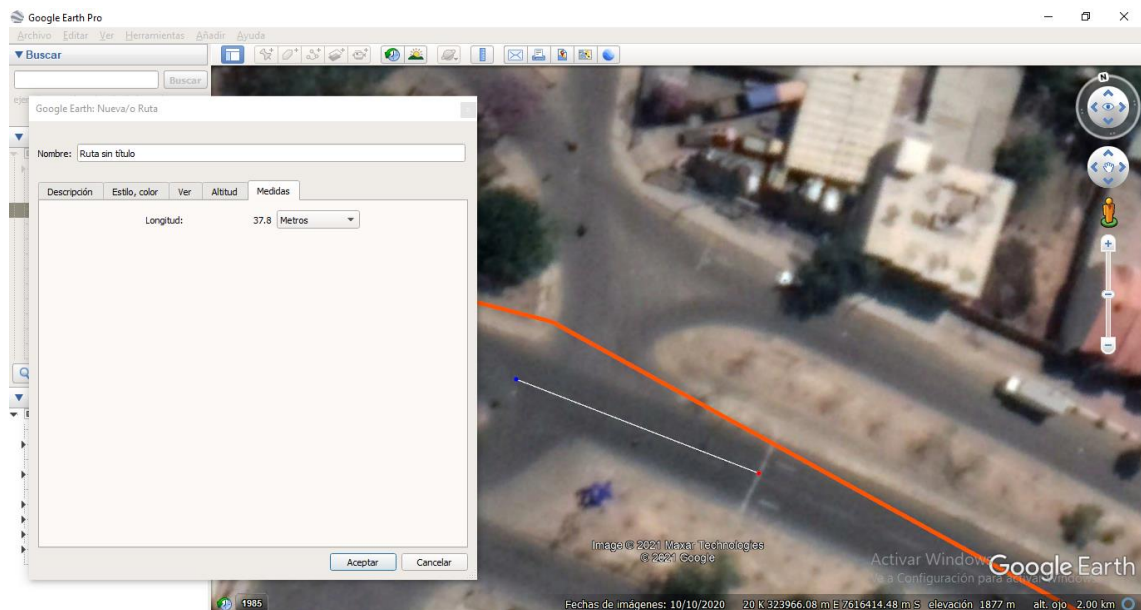 Google Earth Pro
Archivo Editar Ver Herramientas Añadir Ayuda
Buscar
Buscar
Google Earth: Nueva/o Ruta
Nombre: Ruta sin título
Descripción Estilo, color Ver Altitud Medidas
Longitud: 37.8 Metros
Aceptar Cancelar
N
Image © 2021 Maxar Technologies
© 2021 Google
Activar Windows
Ve a Configuración para activar Windows.
Google Earth
1985
Fechas de imágenes: 10/10/2020 20 K 323966.08 m E 7616414.48 m S elevación 1877 m alt. ojo 2.00 km